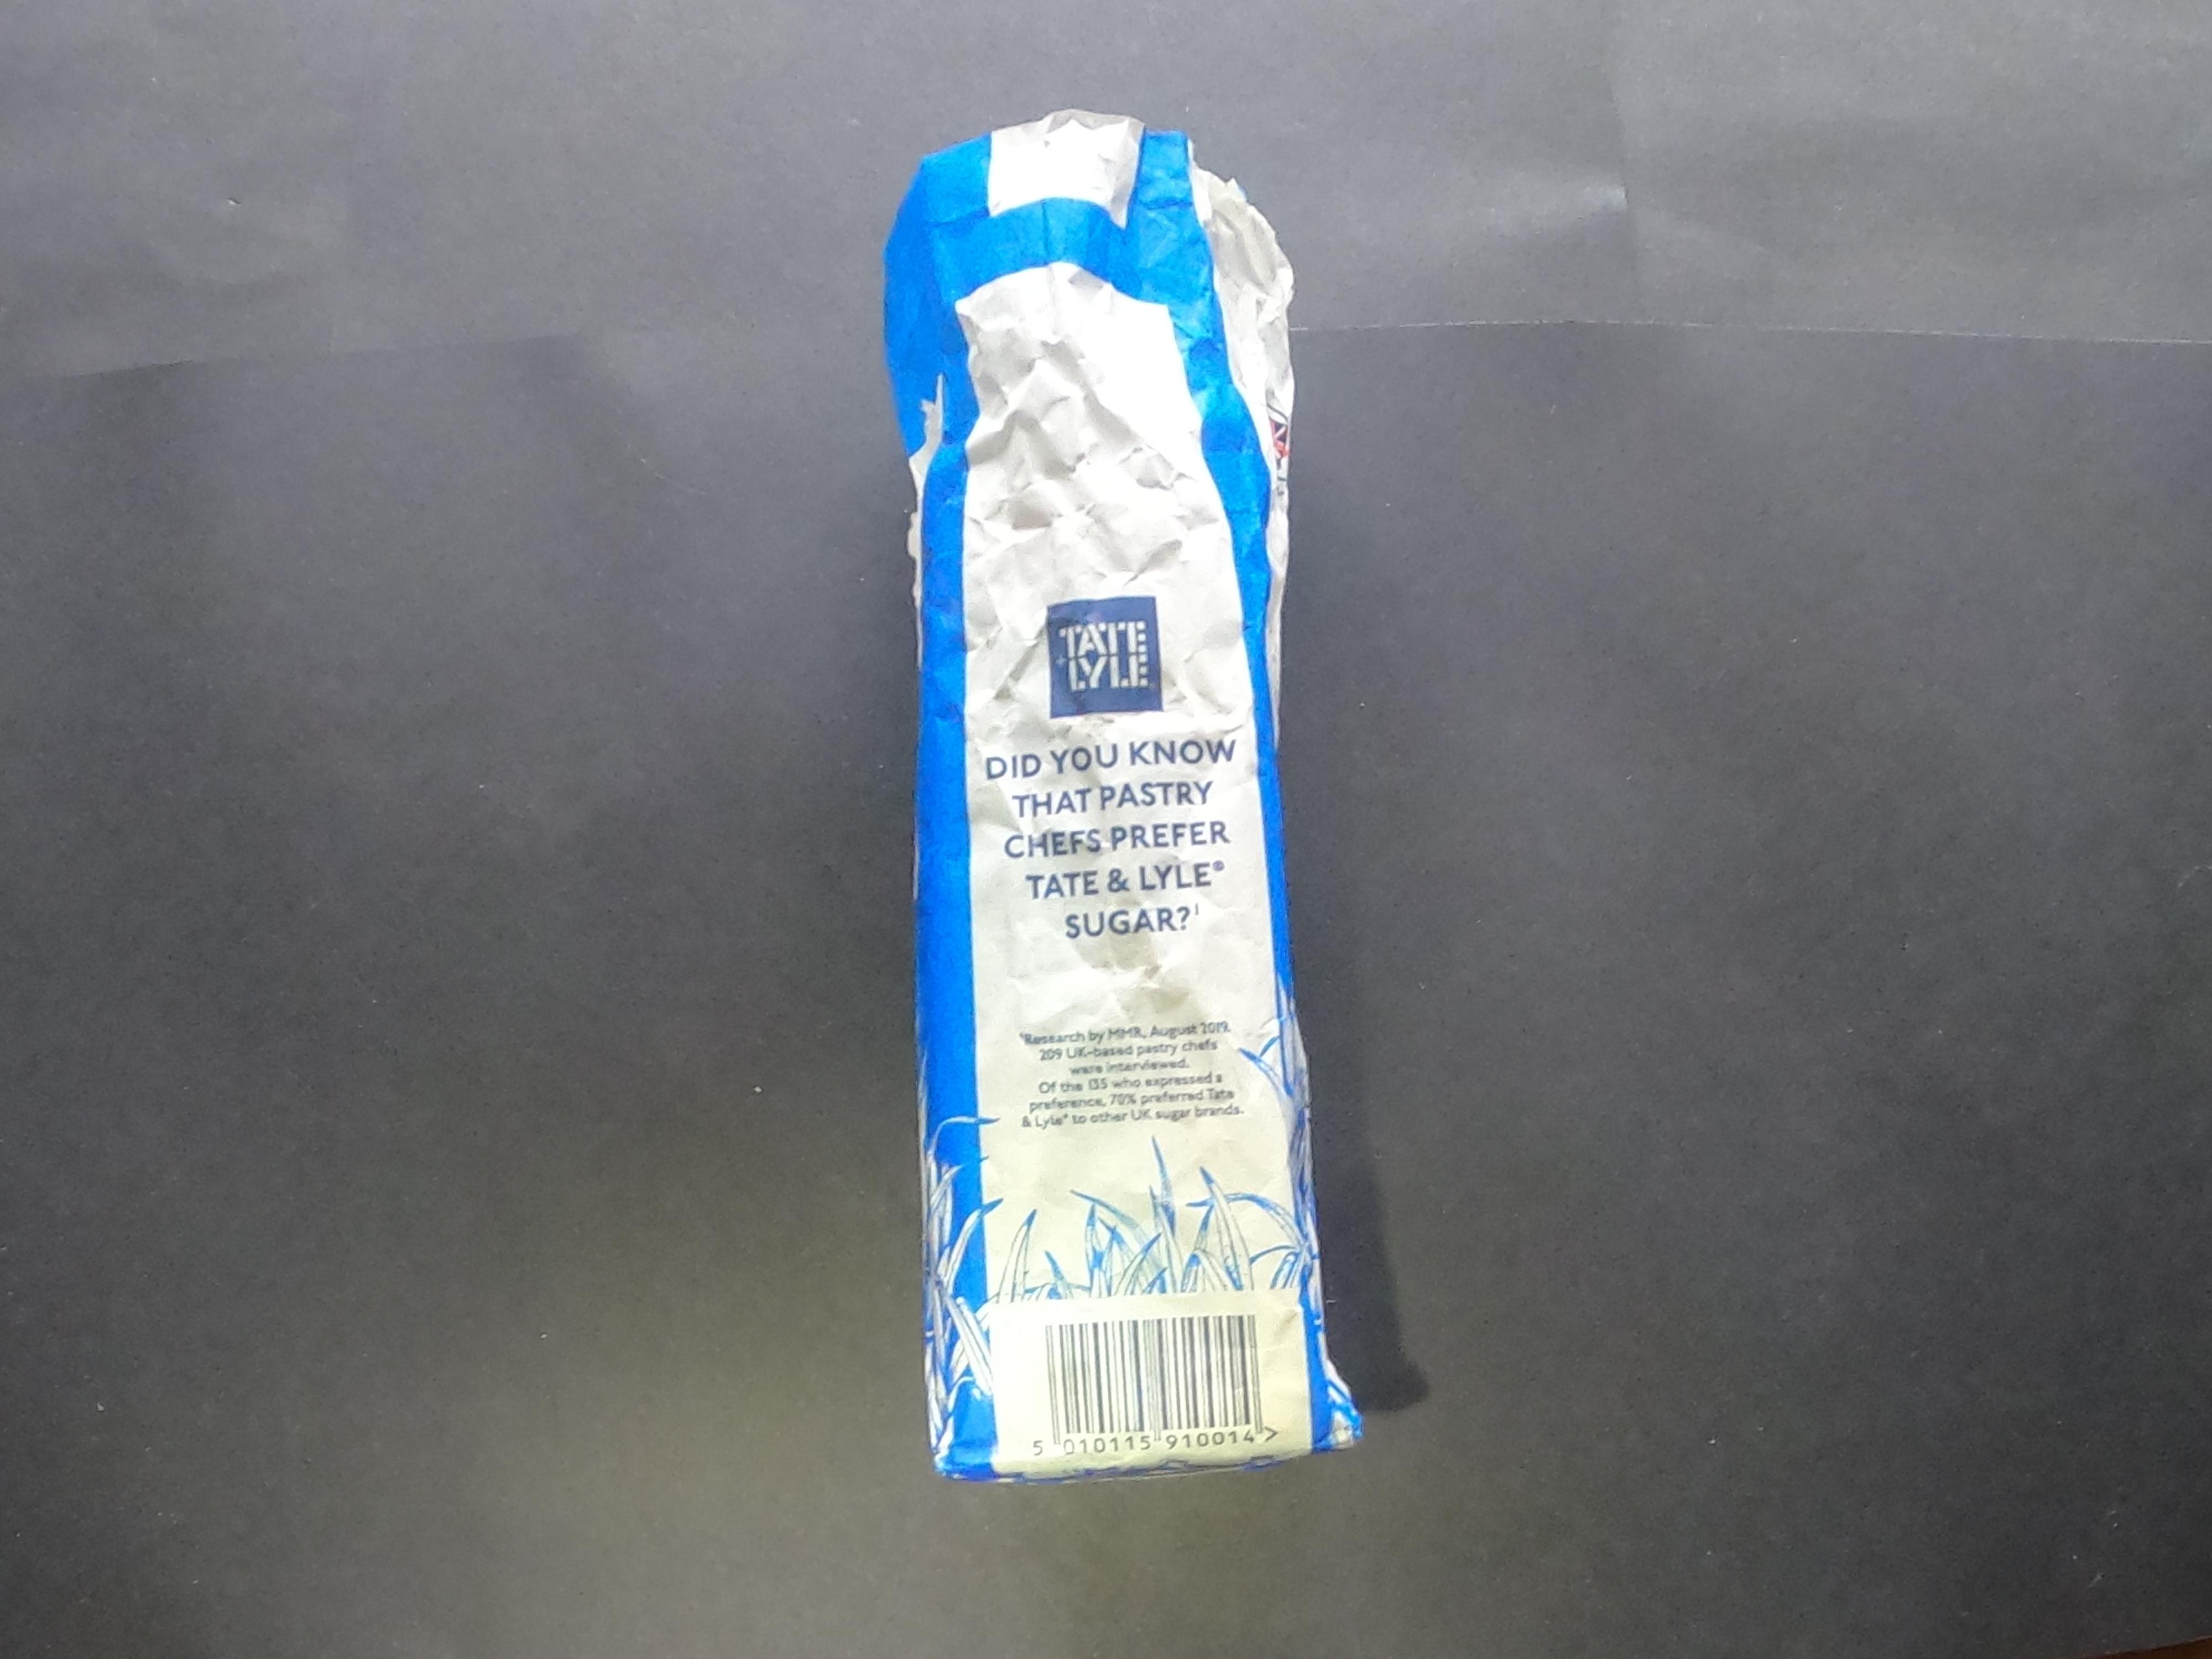 TATE
+LYLE
DID YOU KNOW
THAT PASTRY
CHEFS PREFER
TATE & LYLE®
SUGAR?¹
¹Research by MMR, August 2019.
209 UK-based pastry chefs
were interviewed.
Of the 135 who expressed a
preference, 70% preferred Tate
& Lyle® to other UK sugar brands.
5 010115 910014 >